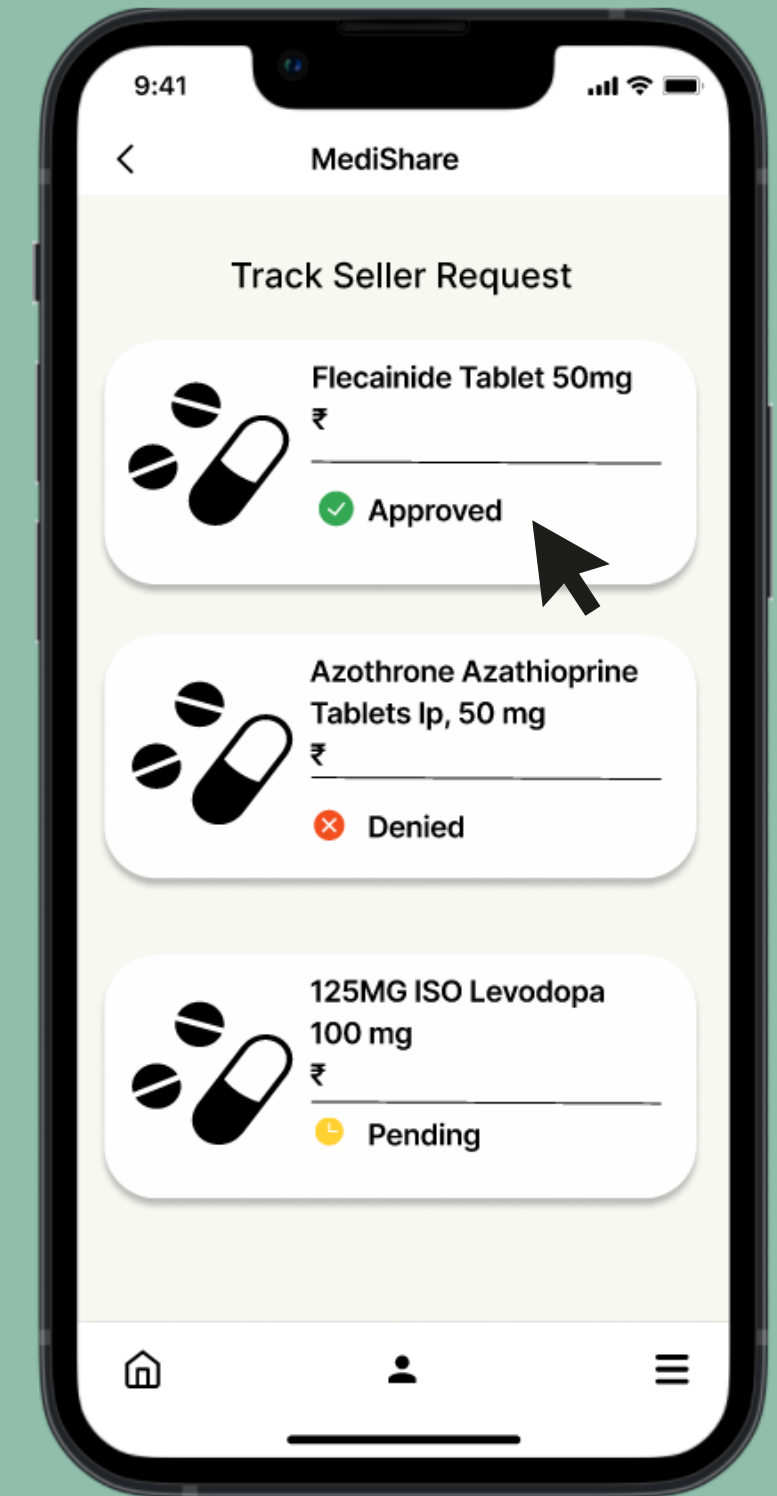 9:41
MediShare
Track Seller Request
Flecainide Tablet 50mg
₹
Approved
Azothrone Azathioprine
Tablets Ip, 50 mg
₹
Denied
125MG ISO Levodopa
100 mg
₹
Pending